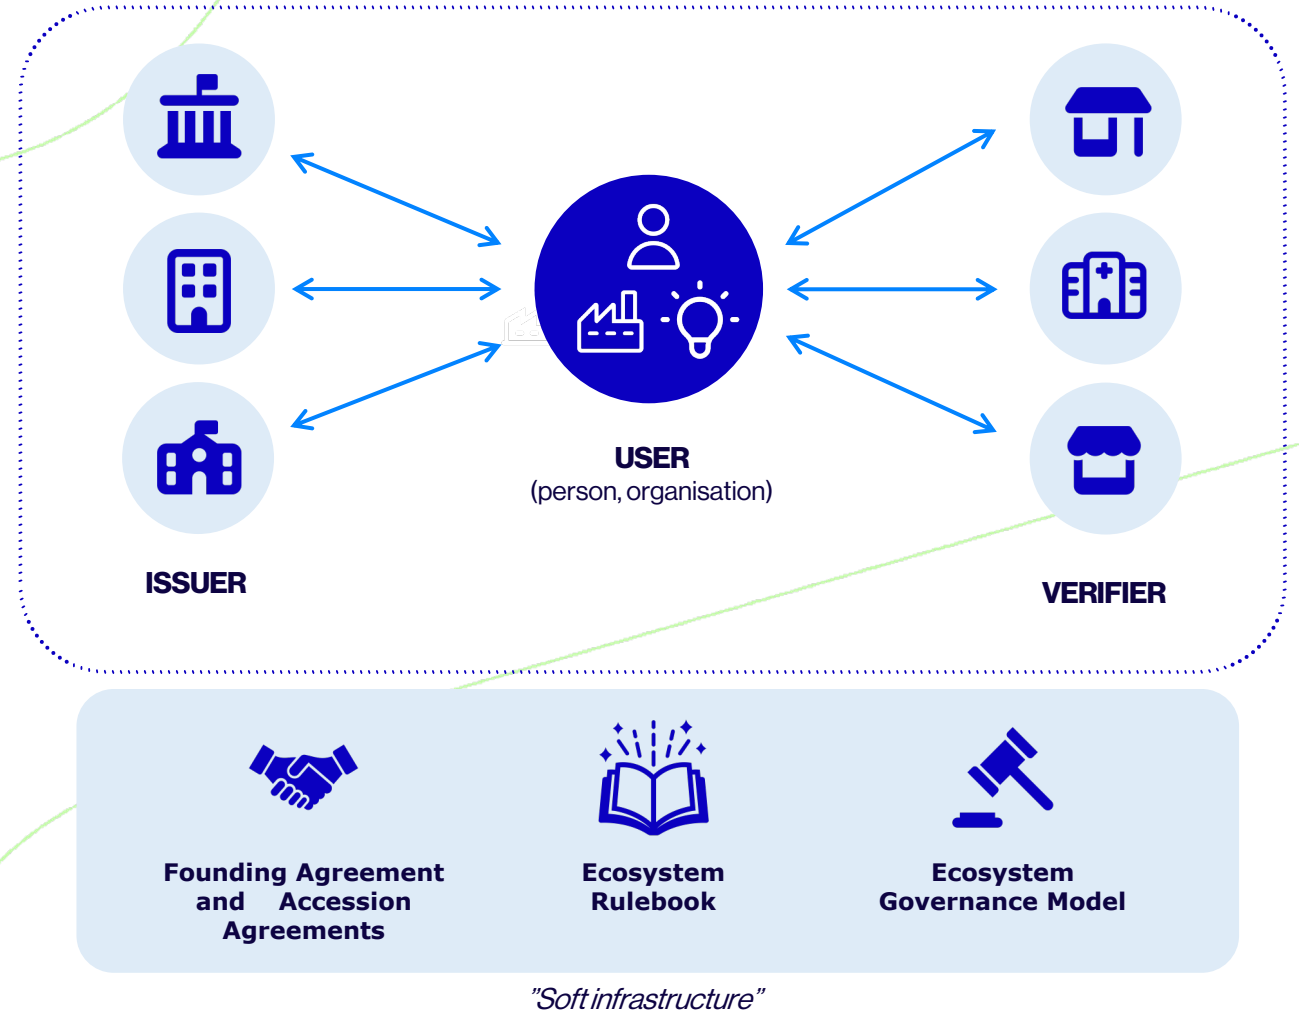 USER
(person, organisation)
ISSUER
VERIFIER
Founding Agreement
and Accession
Agreements
Ecosystem
Rulebook
Ecosystem
Governance Model
”Soft infrastructure”